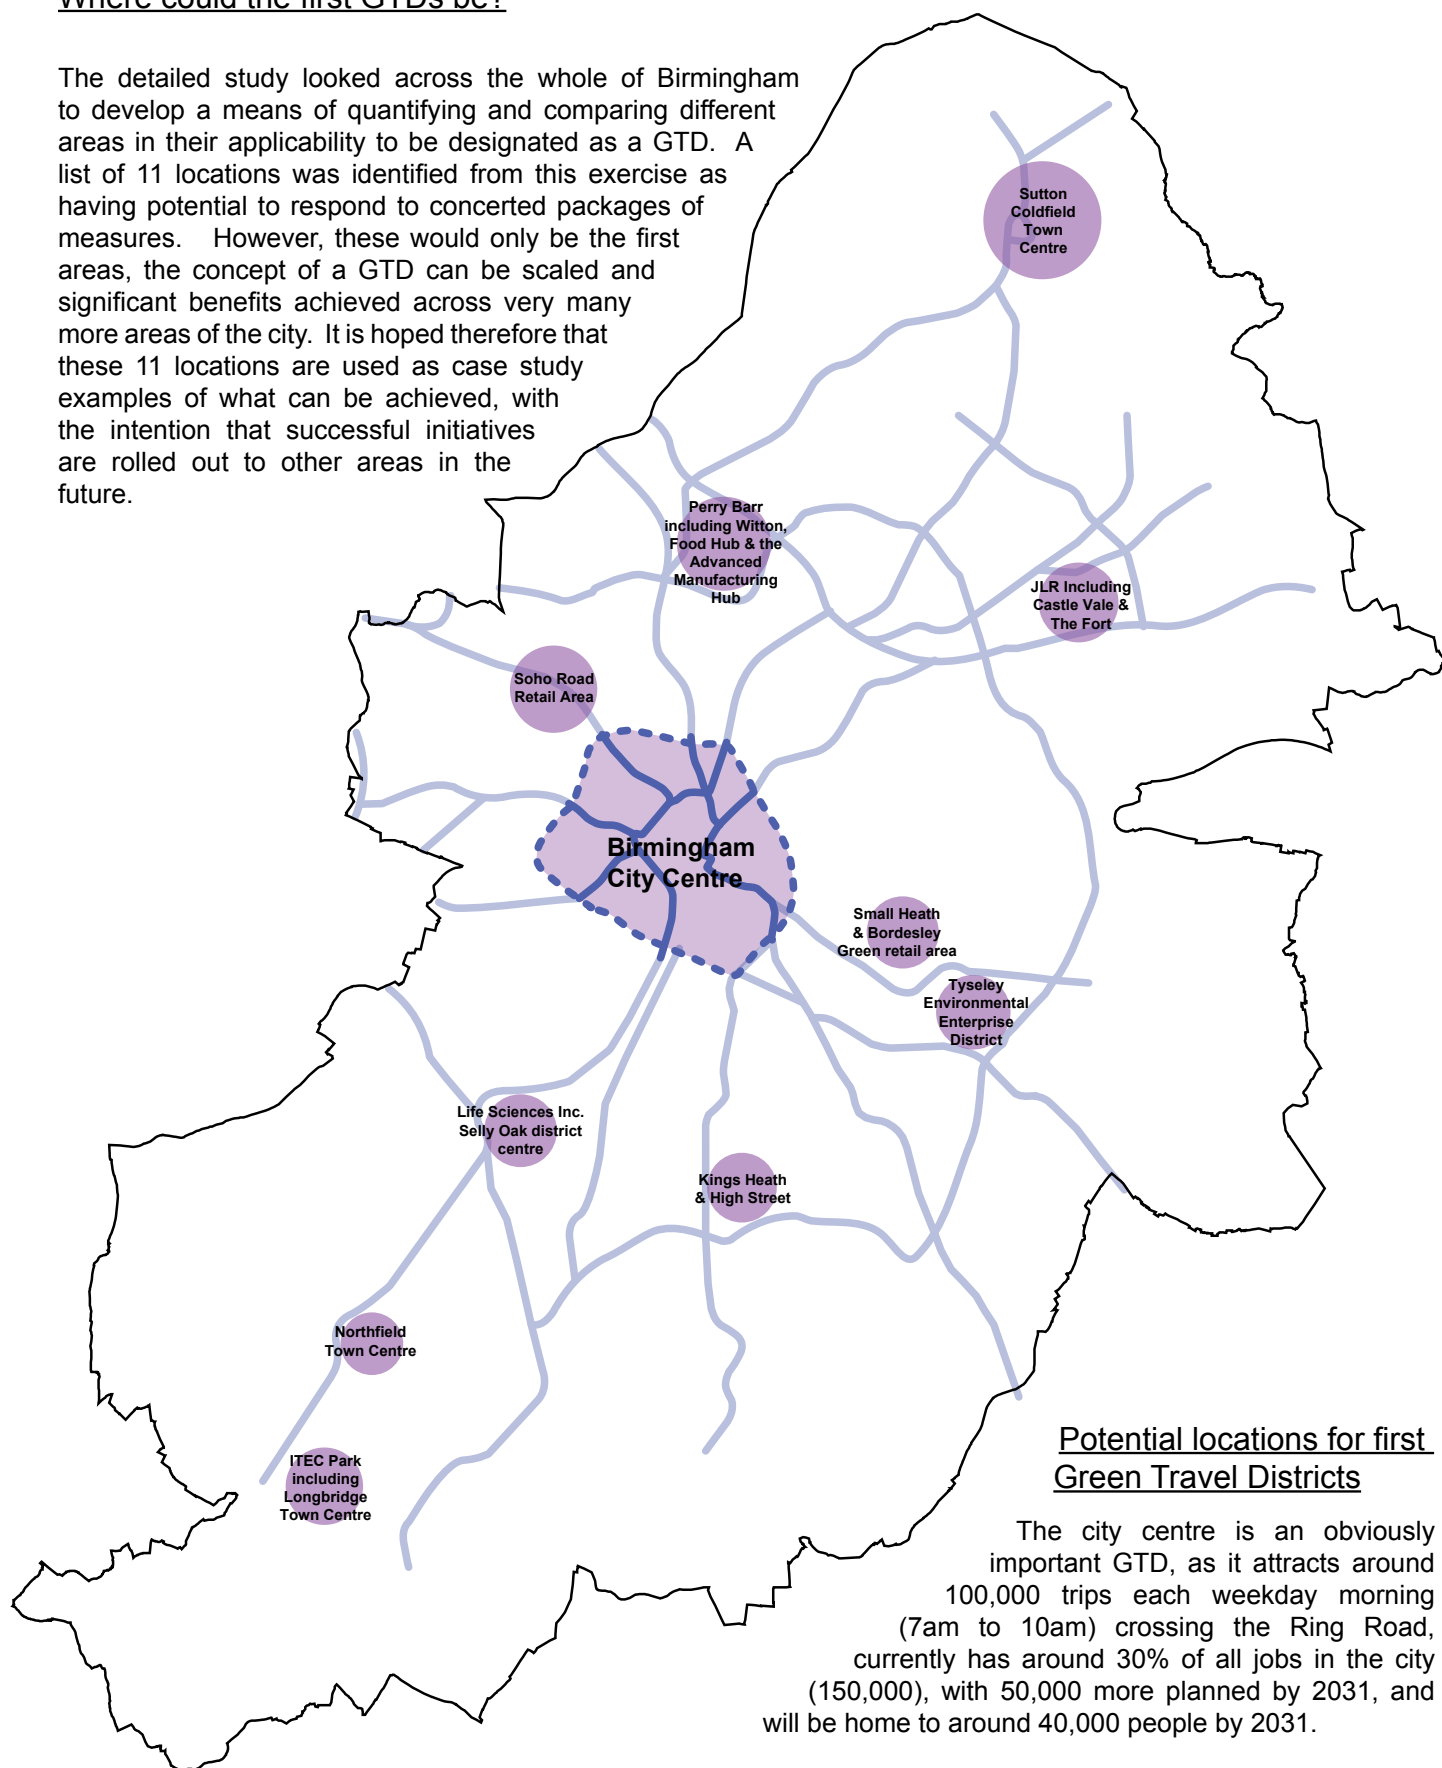 Where could the first GTDs be?
The detailed study looked across the whole of Birmingham
to develop a means of quantifying and comparing different
areas in their applicability to be designated as a GTD. A
list of 11 locations was identified from this exercise as
having potential to respond to concerted packages of
measures. However, these would only be the first
areas, the concept of a GTD can be scaled and
significant benefits achieved across very many
more areas of the city. It is hoped therefore that
these 11 locations are used as case study
examples of what can be achieved, with
the intention that successful initiatives
are rolled out to other areas in the
future.
Sutton
Coldfield
Town
Centre
Perry Barr
including Witton,
Food Hub & the
Advanced
Manufacturing
Hub
JLR Including
Castle Vale &
The Fort
Soho Road
Retail Area
Birmingham
City Centre
Small Heath
& Bordesley
Green retail area
Tyseley
Environmental
Enterprise
District
Life Sciences Inc.
Selly Oak district
centre
Kings Heath
& High Street
Northfield
Town Centre
ITEC Park
including
Longbridge
Town Centre
Potential locations for first
Green Travel Districts
The city centre is an obviously
important GTD, as it attracts around
100,000 trips each weekday morning
(7am to 10am) crossing the Ring Road,
currently has around 30% of all jobs in the city
(150,000), with 50,000 more planned by 2031, and
will be home to around 40,000 people by 2031.